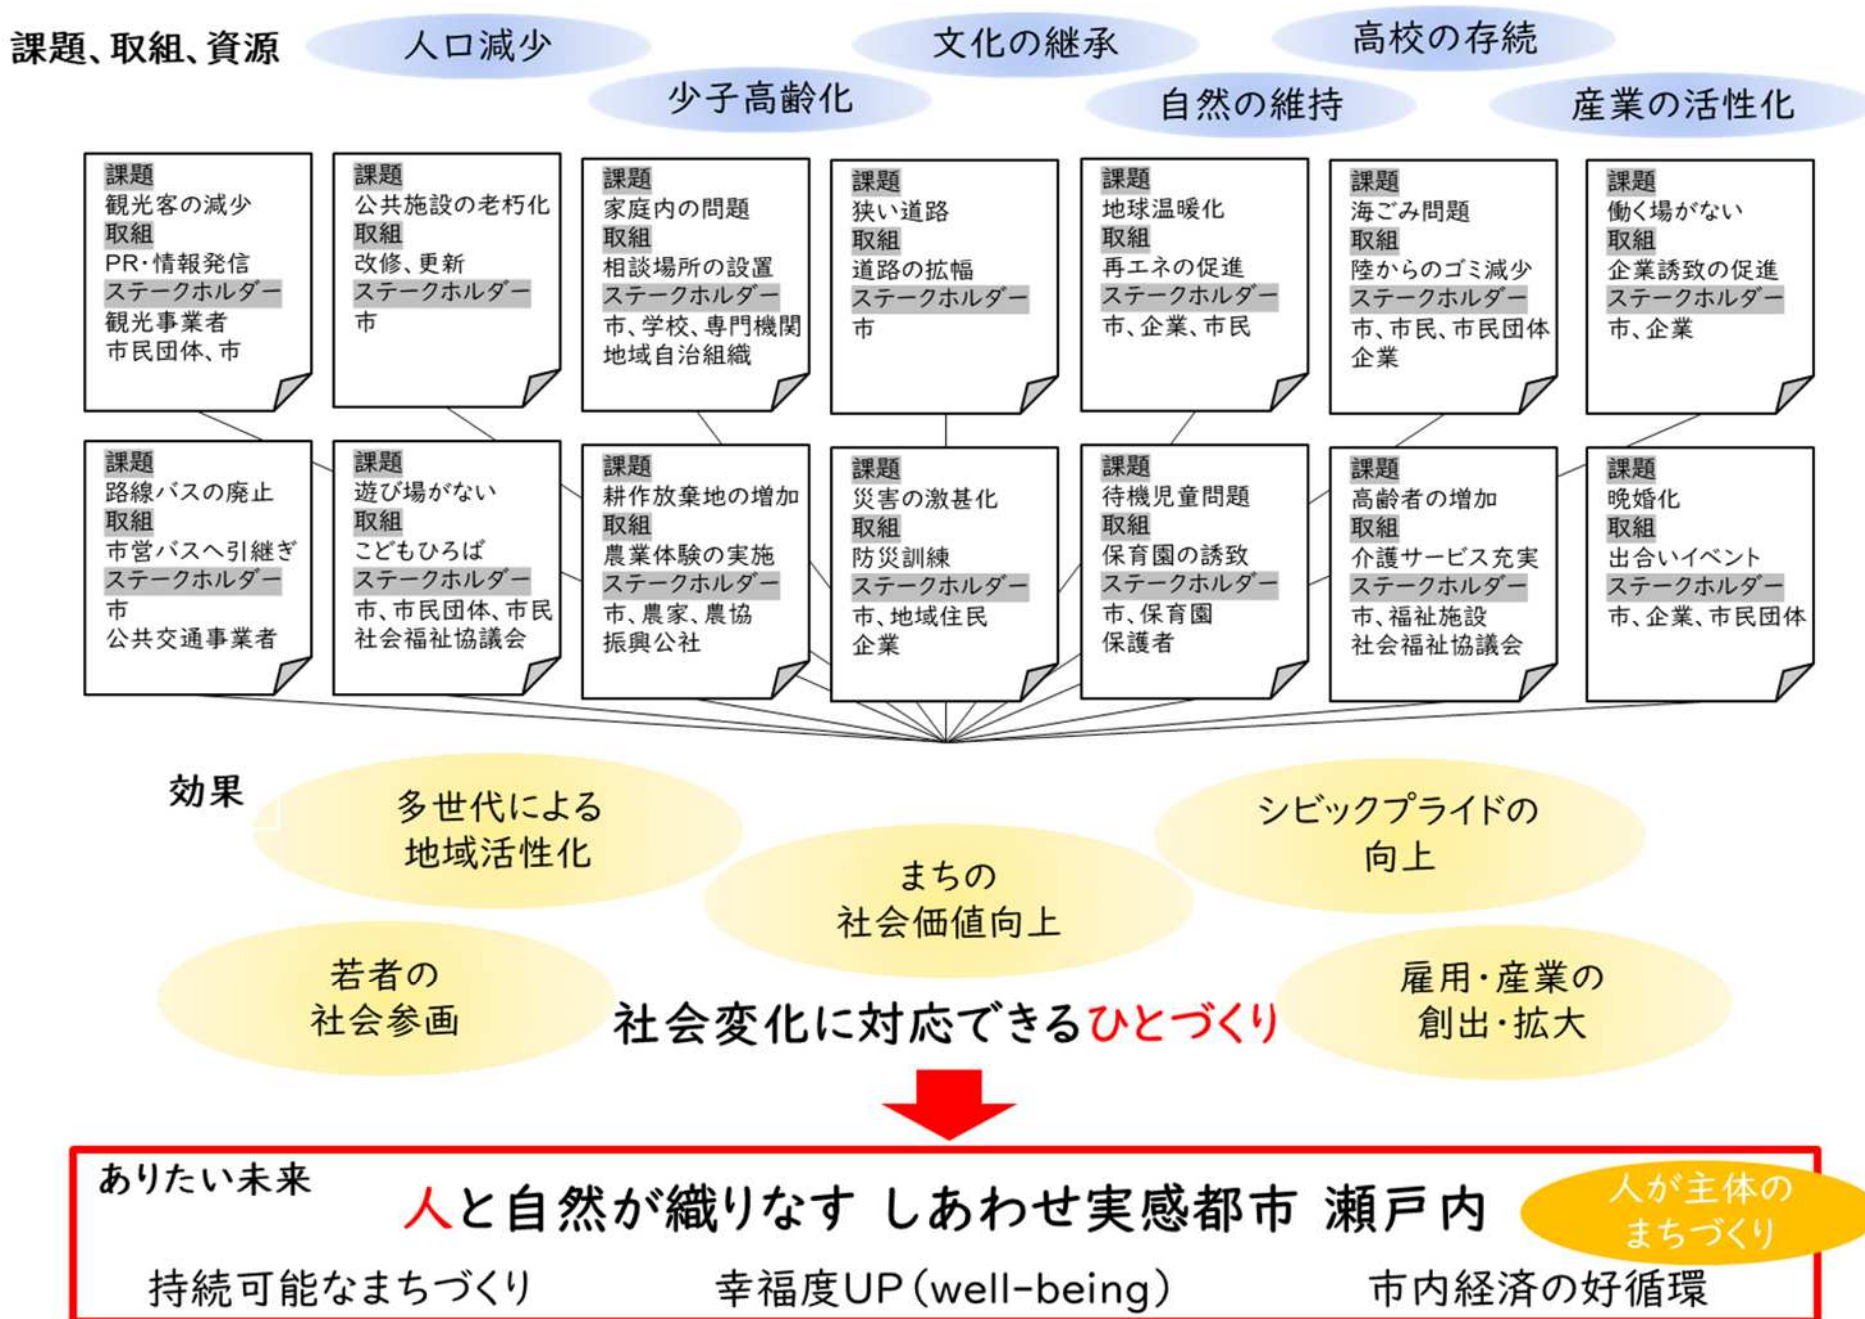 課題、取組、資源
人口減少
文化の継承
高校の存続
少子高齢化
自然の維持
産業の活性化
課題
観光客の減少
取組
PR・情報発信
ステークホルダー
観光事業者
市民団体、市
課題
公共施設の老朽化
取組
改修、更新
ステークホルダー
市
課題
家庭内の問題
取組
相談場所の設置
ステークホルダー
市、学校、専門機関
地域自治組織
課題
狭い道路
取組
道路の拡幅
ステークホルダー
市
課題
地球温暖化
取組
再エネの促進
ステークホルダー
市、企業、市民
課題
海ごみ問題
取組
陸からのゴミ減少
ステークホルダー
市、市民、市民団体
企業
課題
働く場がない
取組
企業誘致の促進
ステークホルダー
市、企業
課題
路線バスの廃止
取組
市営バスへ引継ぎ
ステークホルダー
市
公共交通事業者
課題
遊び場がない
取組
こどもひろば
ステークホルダー
市、市民団体、市民
社会福祉協議会
課題
耕作放棄地の増加
取組
農業体験の実施
ステークホルダー
市、農家、農協
振興公社
課題
災害の激甚化
取組
防災訓練
ステークホルダー
市、地域住民
企業
課題
待機児童問題
取組
保育園の誘致
ステークホルダー
市、保育園
保護者
課題
高齢者の増加
取組
介護サービス充実
ステークホルダー
市、福祉施設
社会福祉協議会
課題
晩婚化
取組
出合いイベント
ステークホルダー
市、企業、市民団体
効果
多世代による
地域活性化
シビックプライドの
向上
まちの
社会価値向上
若者の
社会参画
雇用・産業の
創出・拡大
社会変化に対応できるひとづくり
ありたい未来
人と自然が織りなす しあわせ実感都市 瀬戸内
人が主体の
まちづくり
持続可能なまちづくり
幸福度UP(well-being)
市内経済の好循環